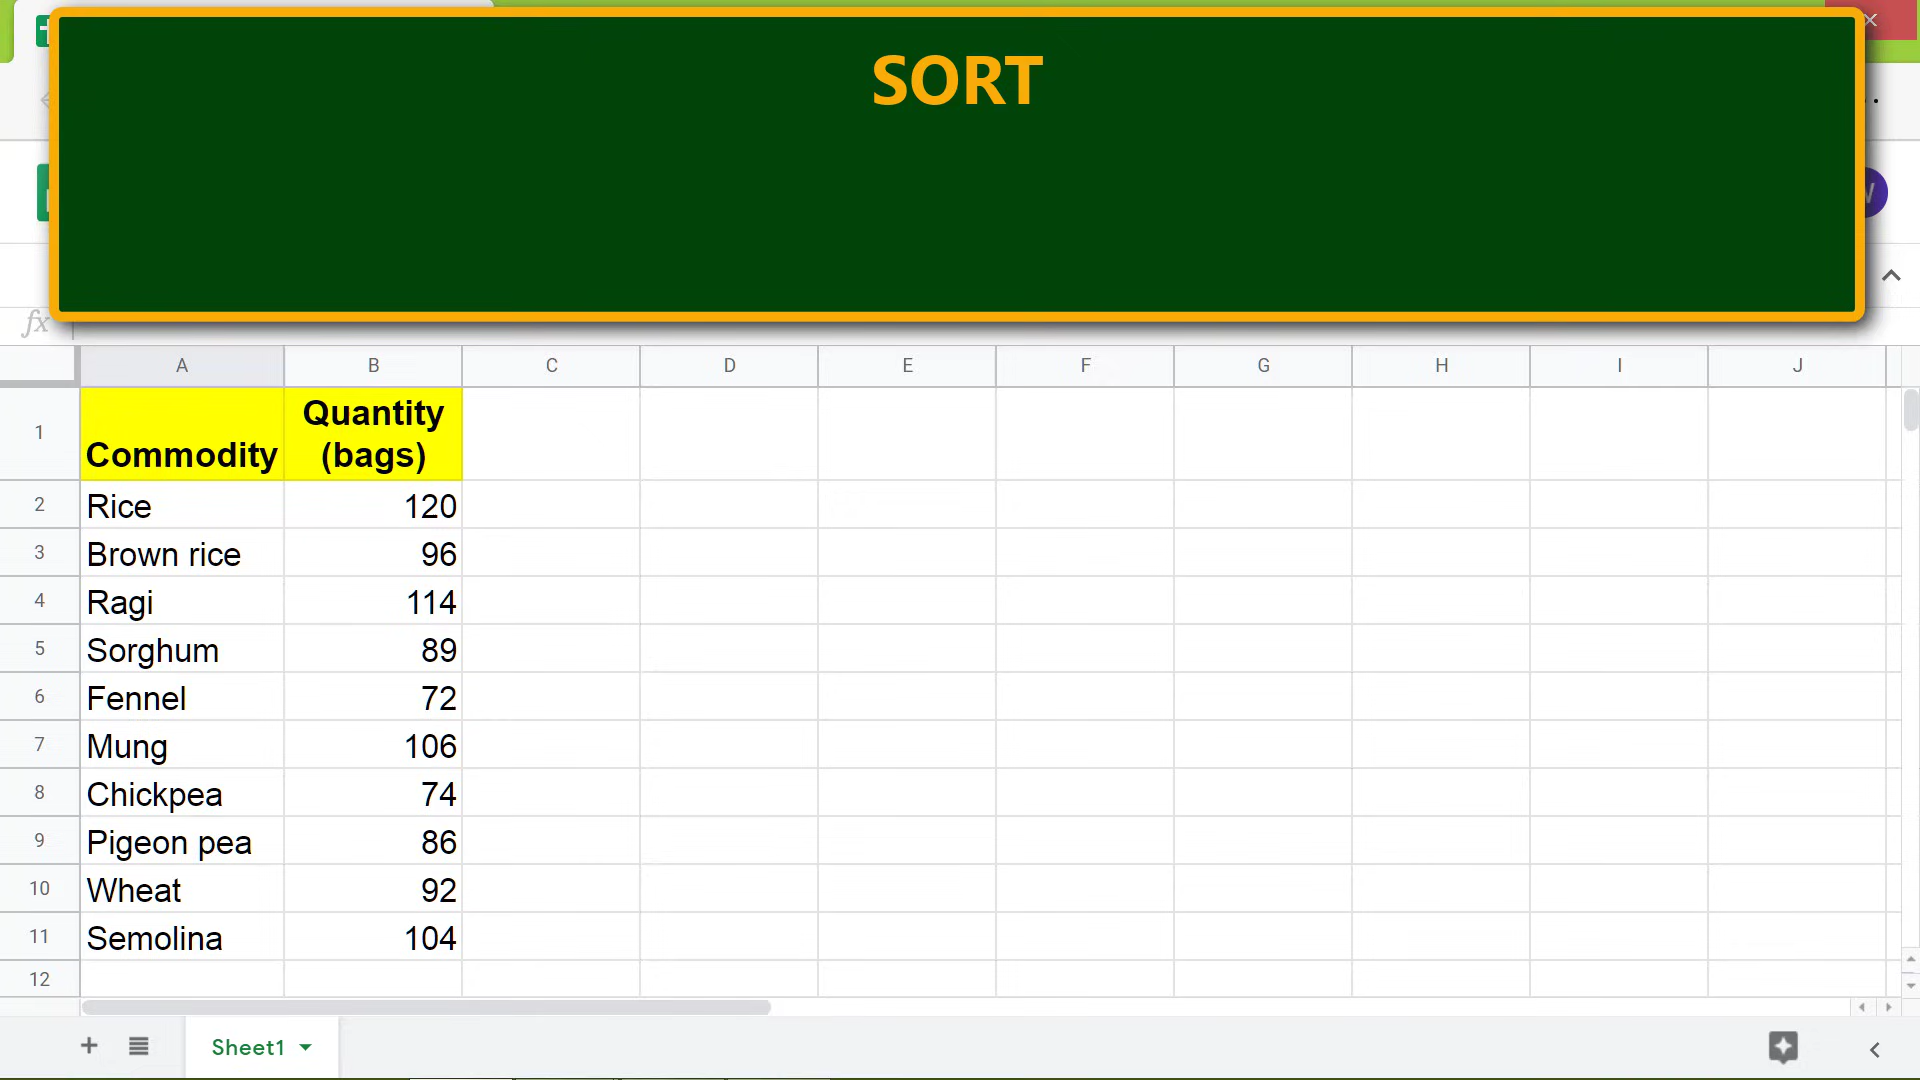 SORT
fx
A B C D E F G H I J
1 Commodity Quantity (bags)
2 Rice 120
3 Brown rice 96
4 Ragi 114
5 Sorghum 89
6 Fennel 72
7 Mung 106
8 Chickpea 74
9 Pigeon pea 86
10 Wheat 92
11 Semolina 104
12
Sheet1